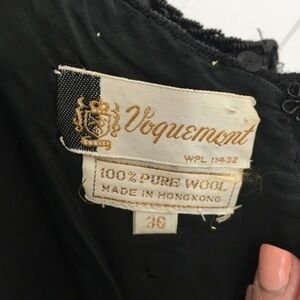 Voguemont
WPL 11432
100% PURE WOOL
MADE IN HONGKONG
36